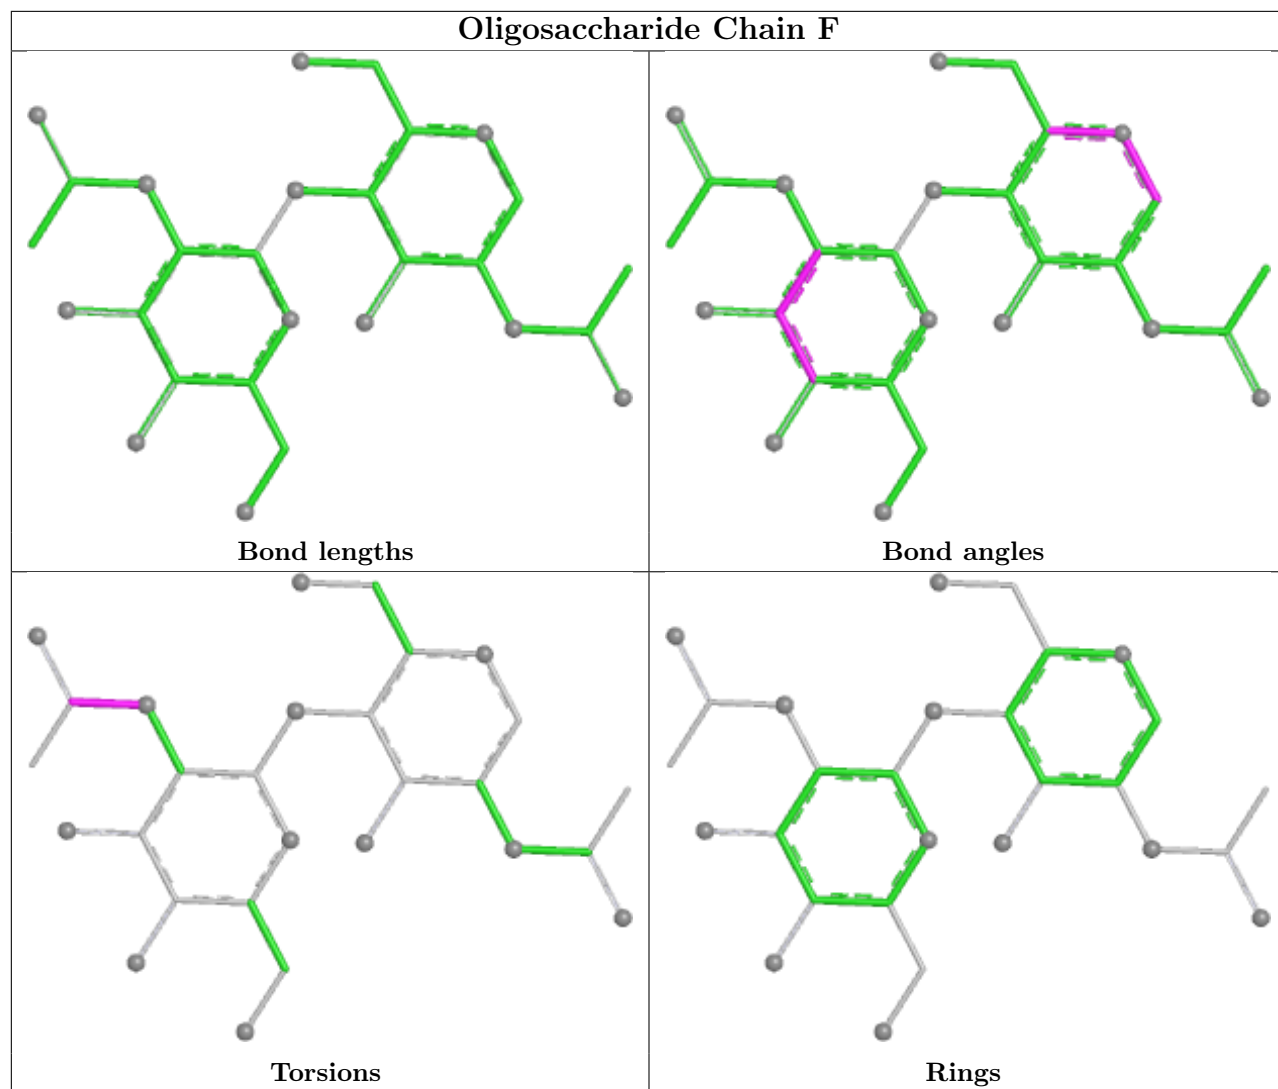 Oligosaccharide Chain F
Bond lengths
Bond angles
Torsions
Rings